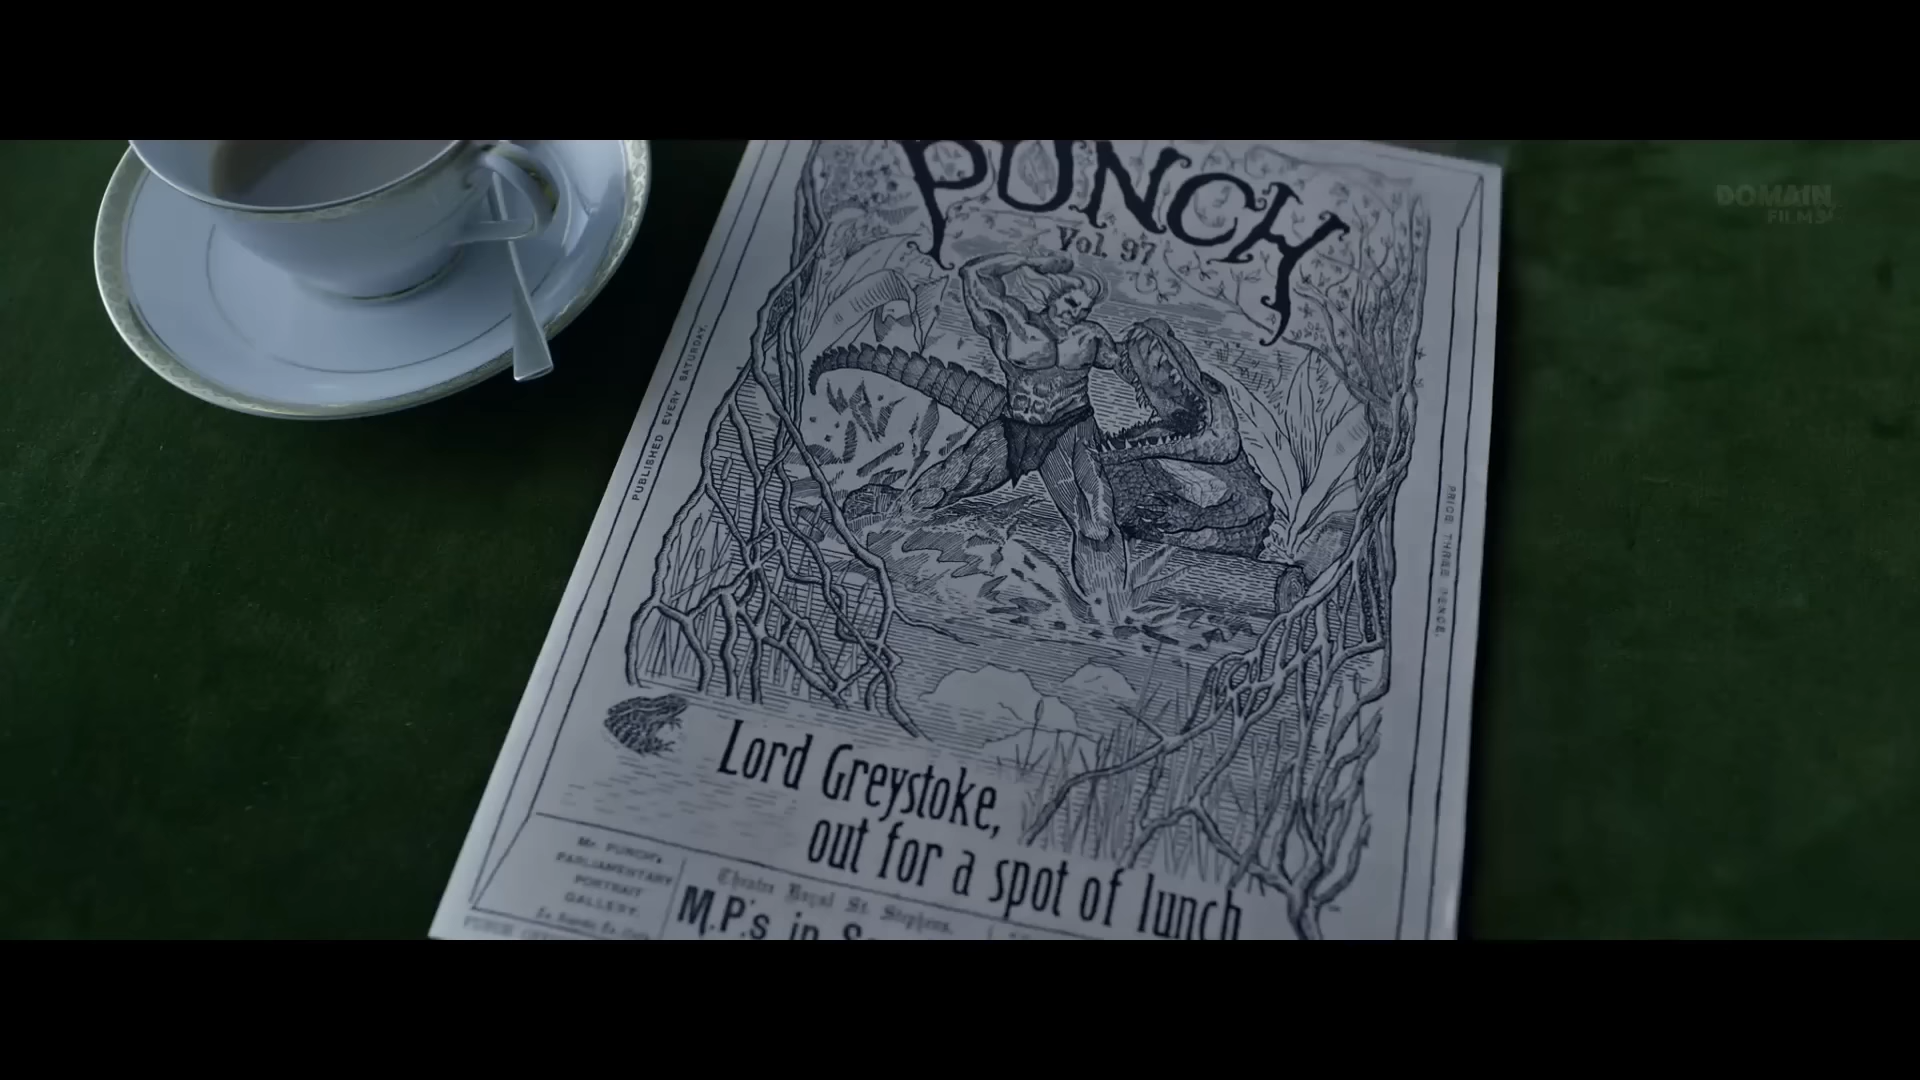 DOMAIN
FILMS
PUNCH
Vol. 97
PUBLISHED EVERY SATURDAY.
PRICE THREE PENCE.
Lord Greystoke,
out for a spot of lunch
Mr. PUNCH's
PARLIAMENTARY
PORTRAIT
GALLERY.
Theatre Royal St. Stephens.
M.P.'s in